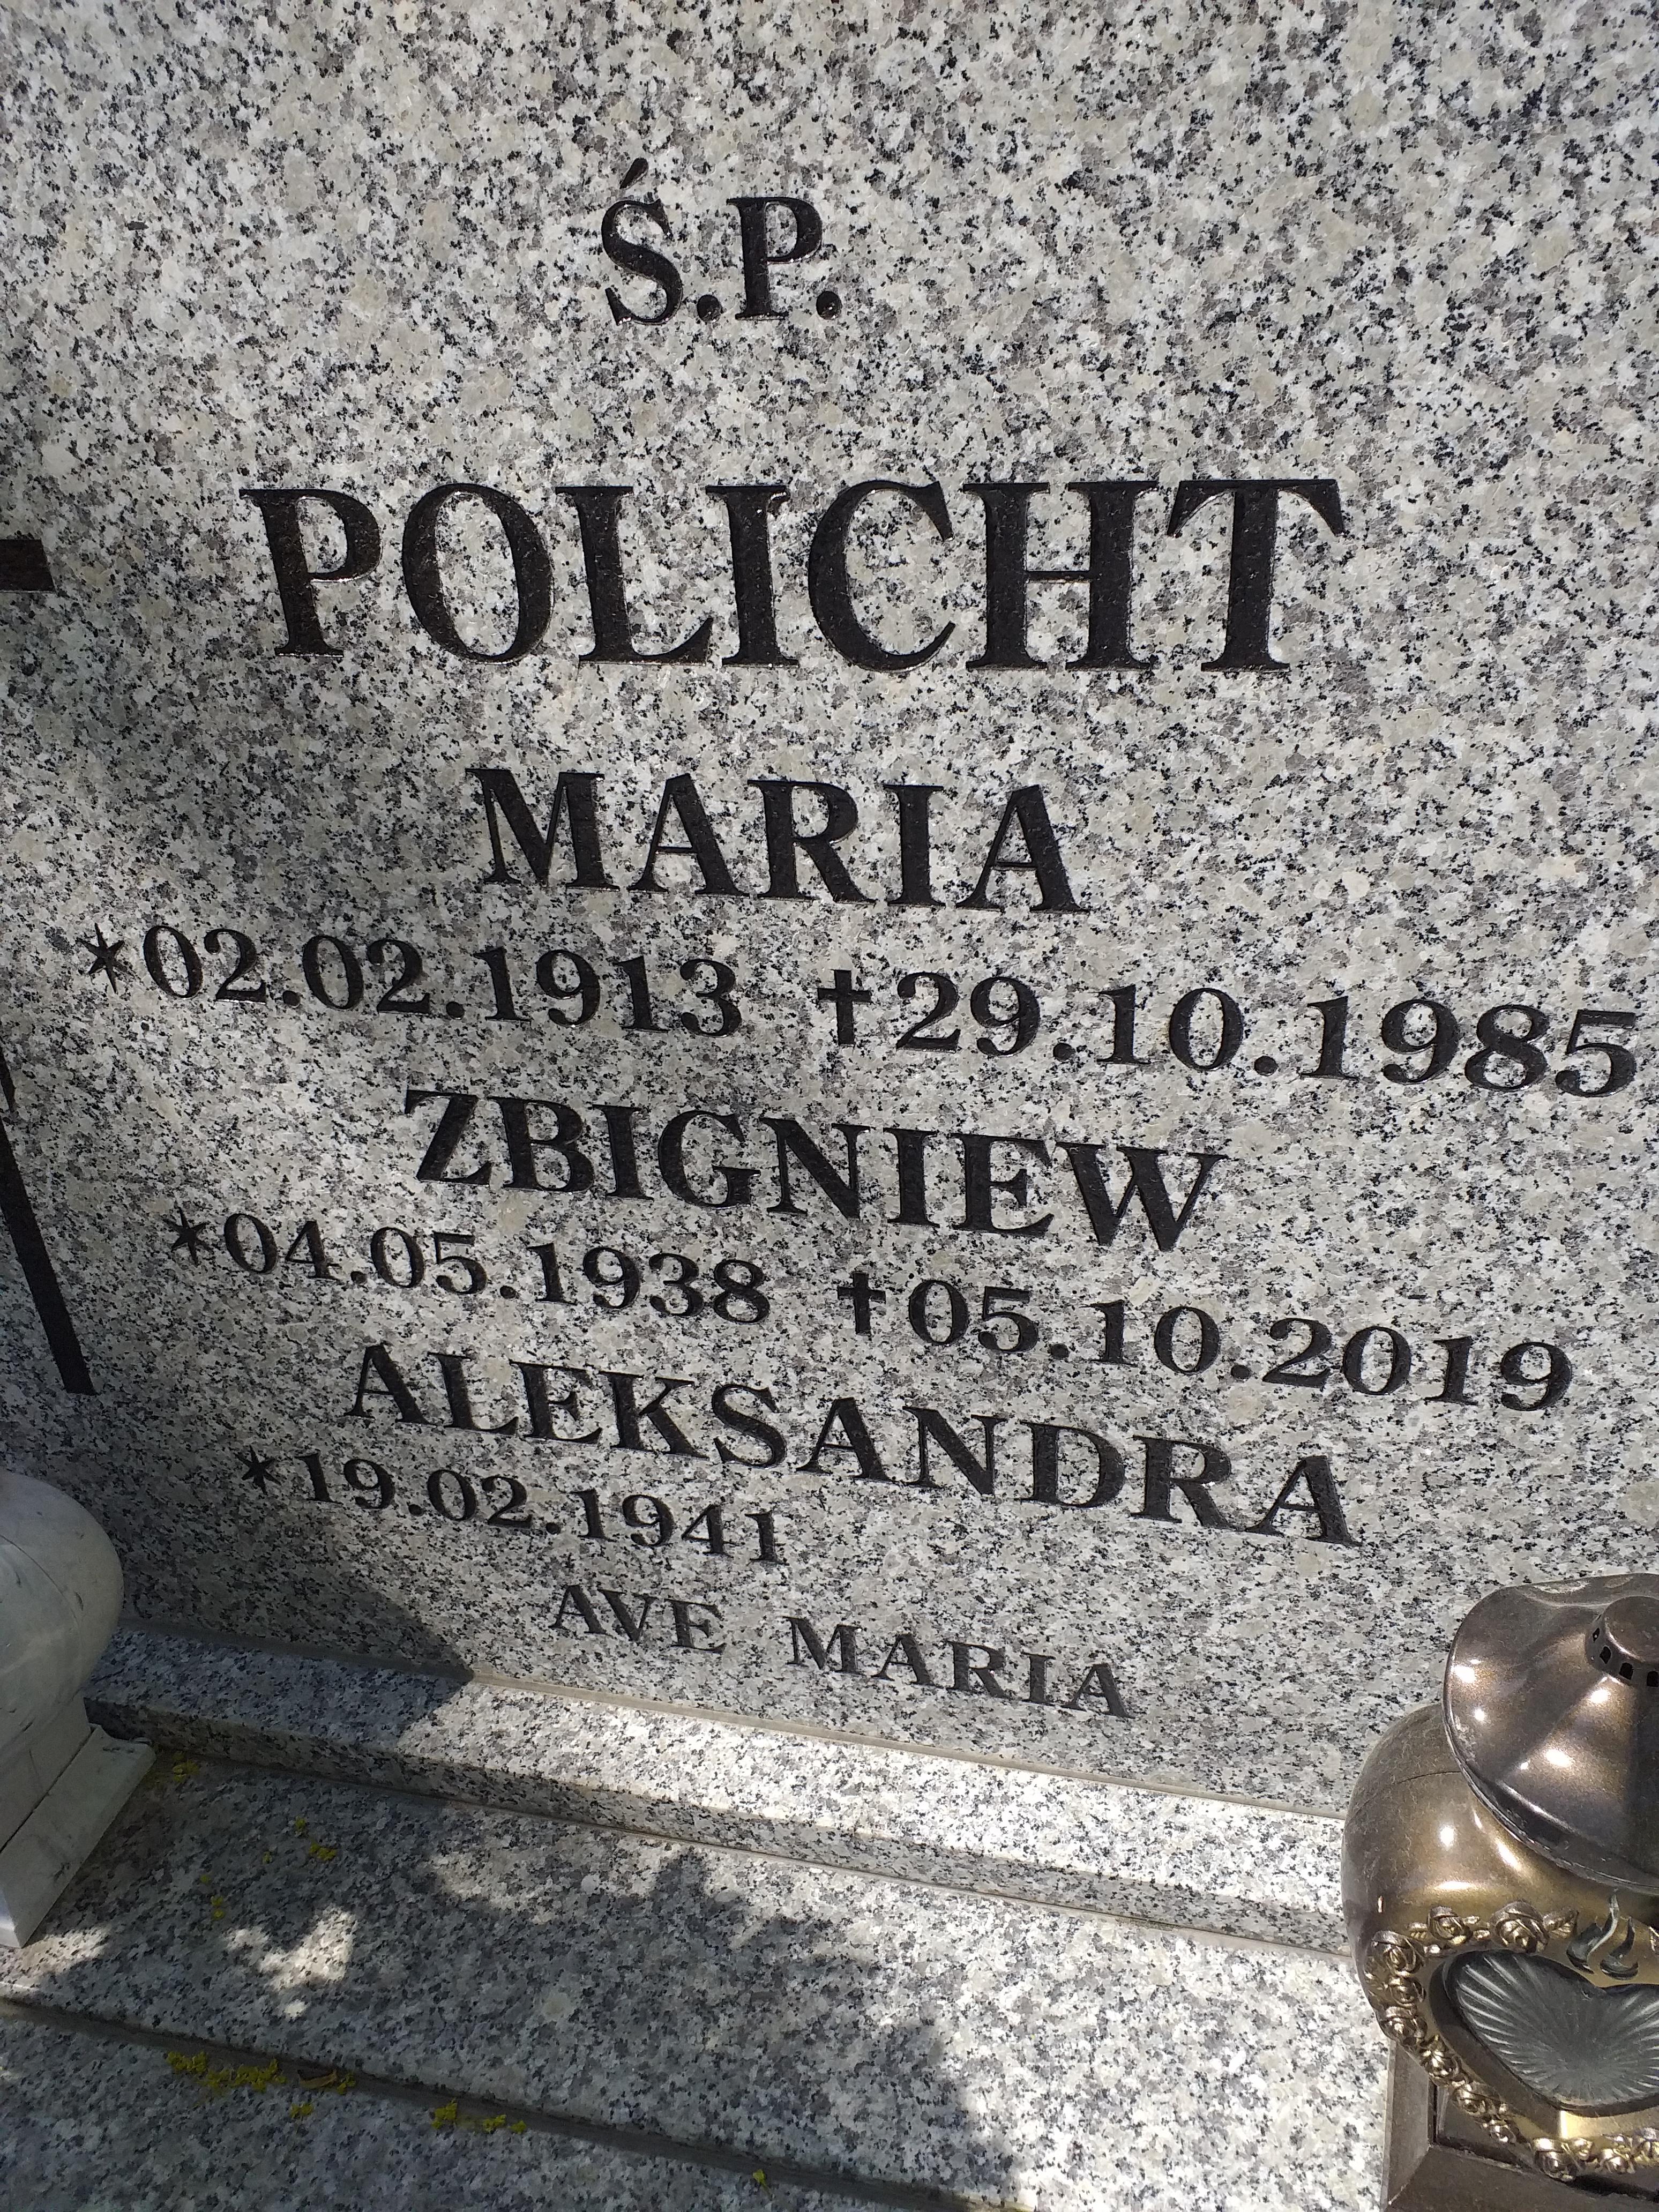 Ś.P.
POLICHT
MARIA
*02.02.1913 †29.10.1985
ZBIGNIEW
*04.05.1938 †05.10.2019
ALEKSANDRA
*19.02.1941
AVE MARIA